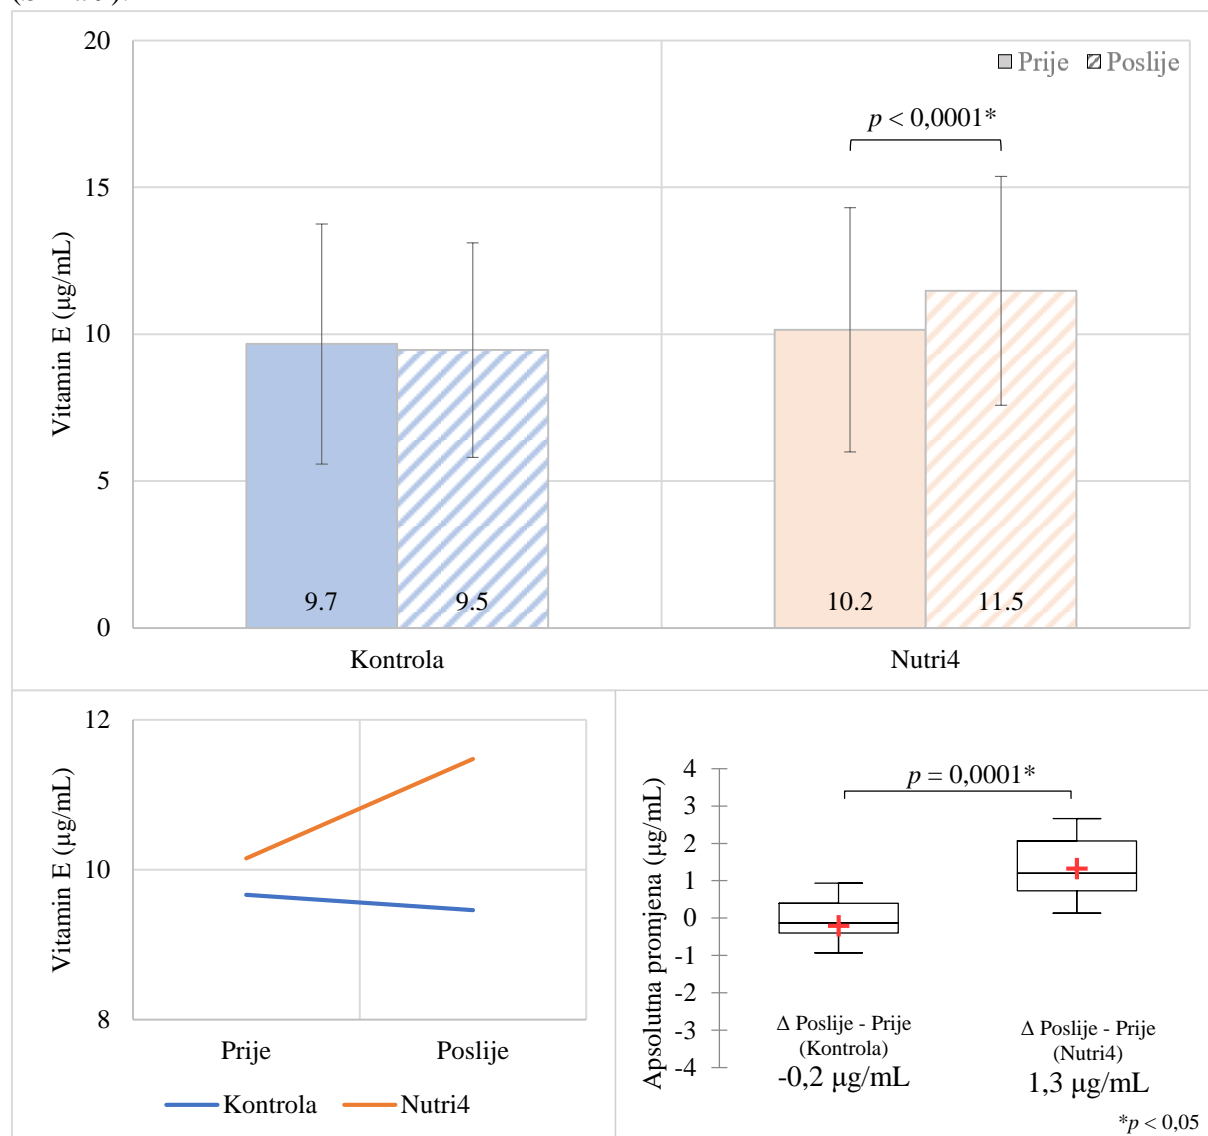 20
Prije Poslije
p < 0,0001*
15
Vitamin E (μg/mL)
10
5
9.7 9.5 10.2 11.5
0
Kontrola Nutri4
12
Vitamin E (μg/mL)
10
8
Prije Poslije
Kontrola Nutri4
4
p = 0,0001*
3
2
1
Apsolutna promjena (μg/mL)
0
-1
-2
-3
-4
Δ Poslije - Prije
(Kontrola)
-0,2 μg/mL
Δ Poslije - Prije
(Nutri4)
1,3 μg/mL
*p < 0,05